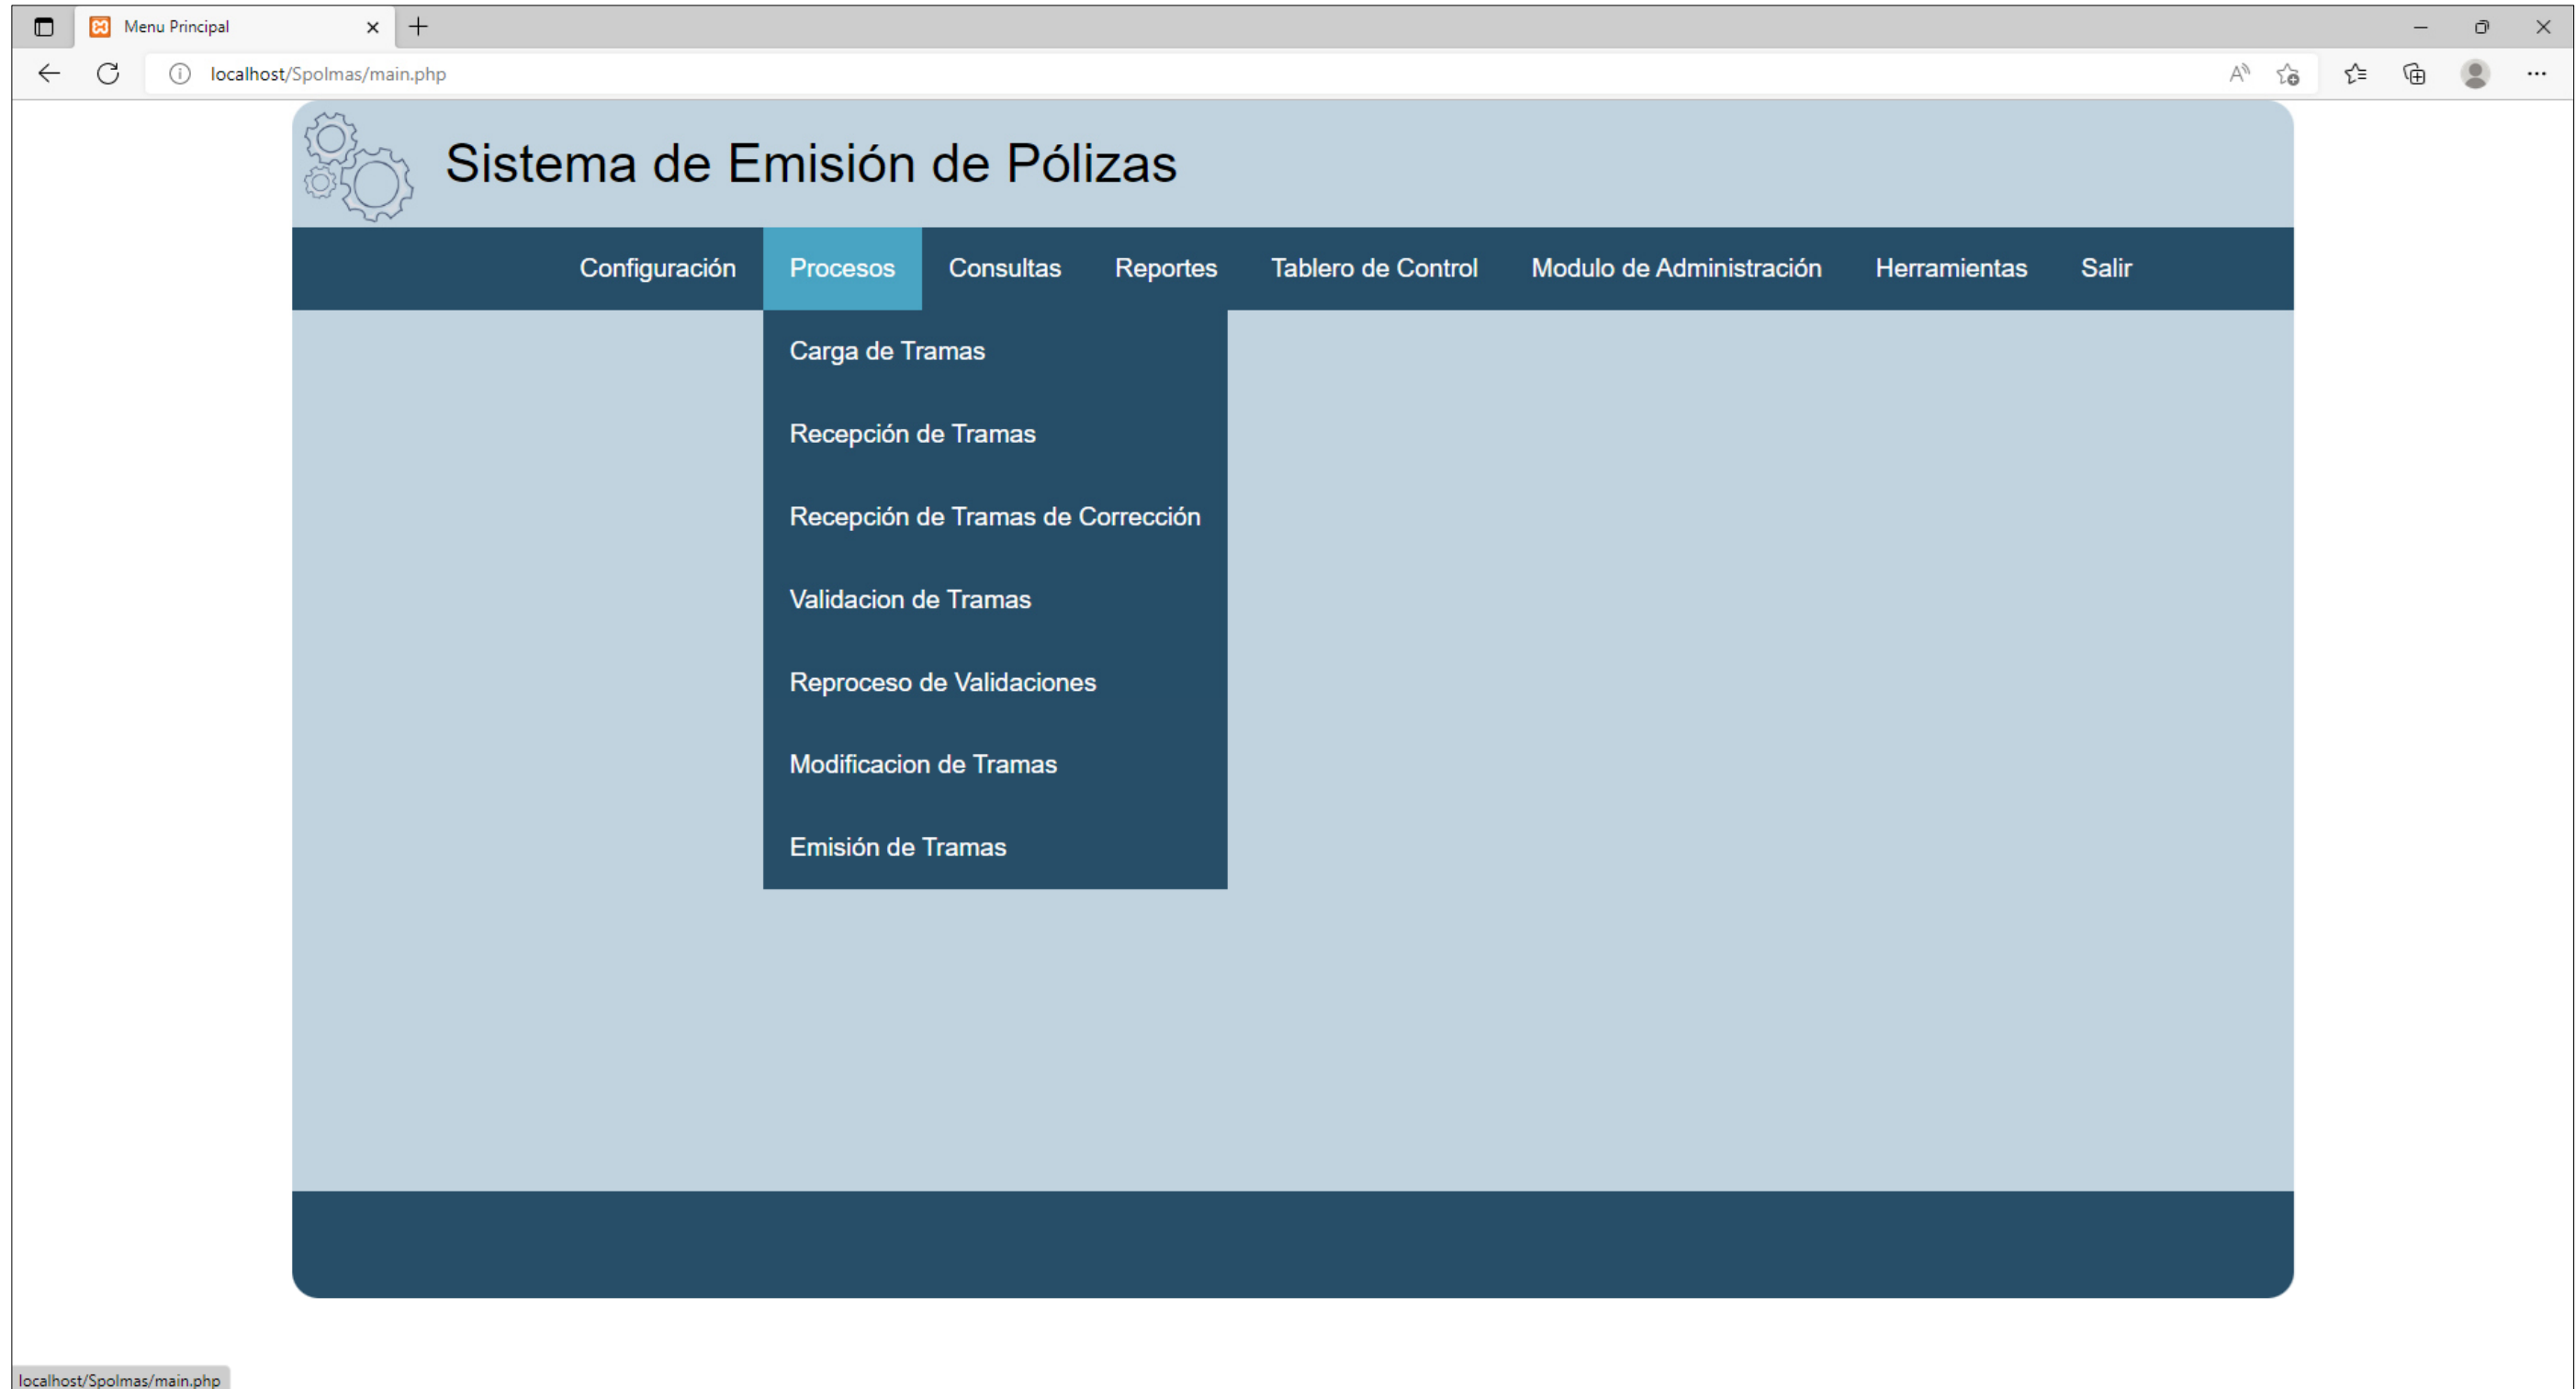 Menu Principal
localhost/Spolmas/main.php
Sistema de Emisión de Pólizas
Configuración Procesos Consultas Reportes Tablero de Control Modulo de Administración Herramientas Salir
Carga de Tramas
Recepción de Tramas
Recepción de Tramas de Corrección
Validacion de Tramas
Reproceso de Validaciones
Modificacion de Tramas
Emisión de Tramas
localhost/Spolmas/main.php